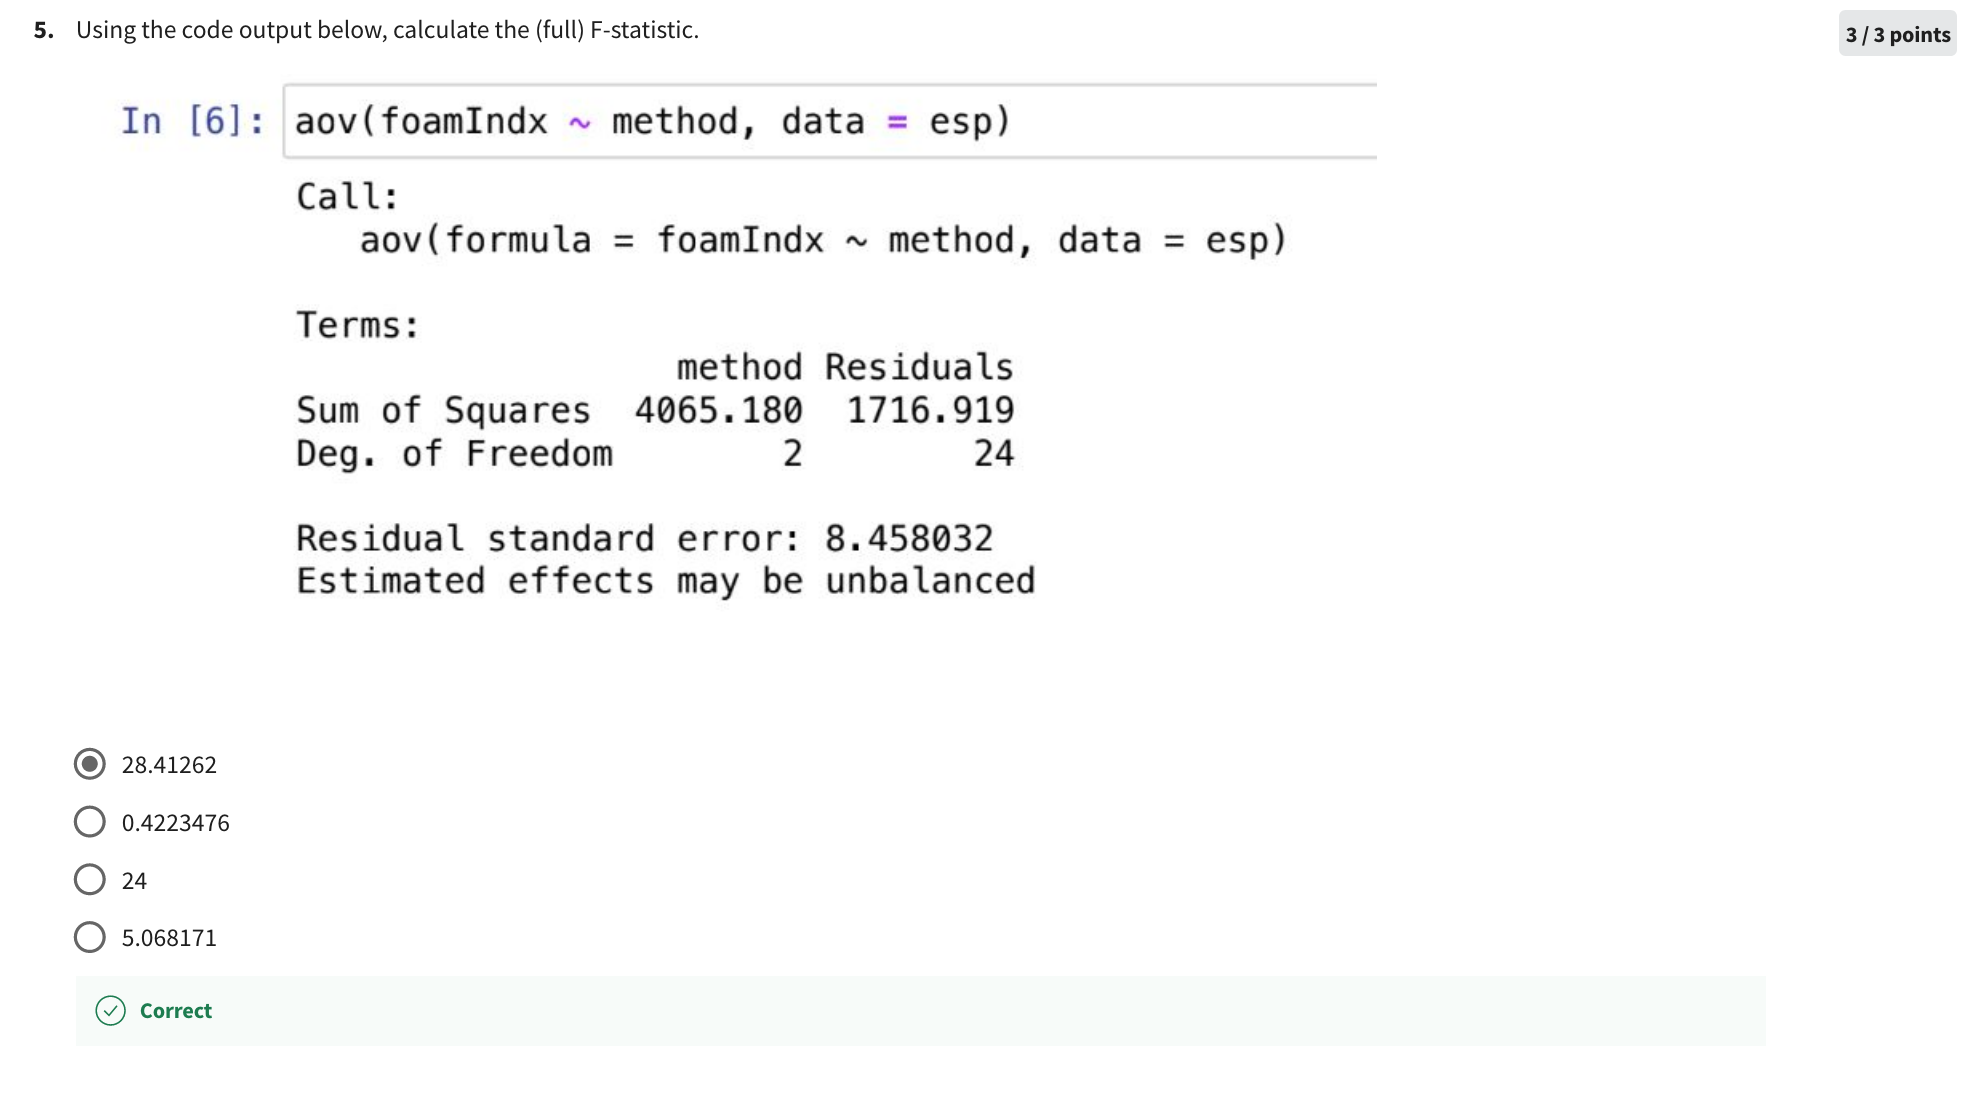 5. Using the code output below, calculate the (full) F-statistic.
3 / 3 points
In [6]: aov(foamIndx ~ method, data = esp)
Call:
aov(formula = foamIndx ~ method, data = esp)
Terms:
method Residuals
Sum of Squares 4065.180 1716.919
Deg. of Freedom 2 24
Residual standard error: 8.458032
Estimated effects may be unbalanced
28.41262
0.4223476
24
5.068171
Correct